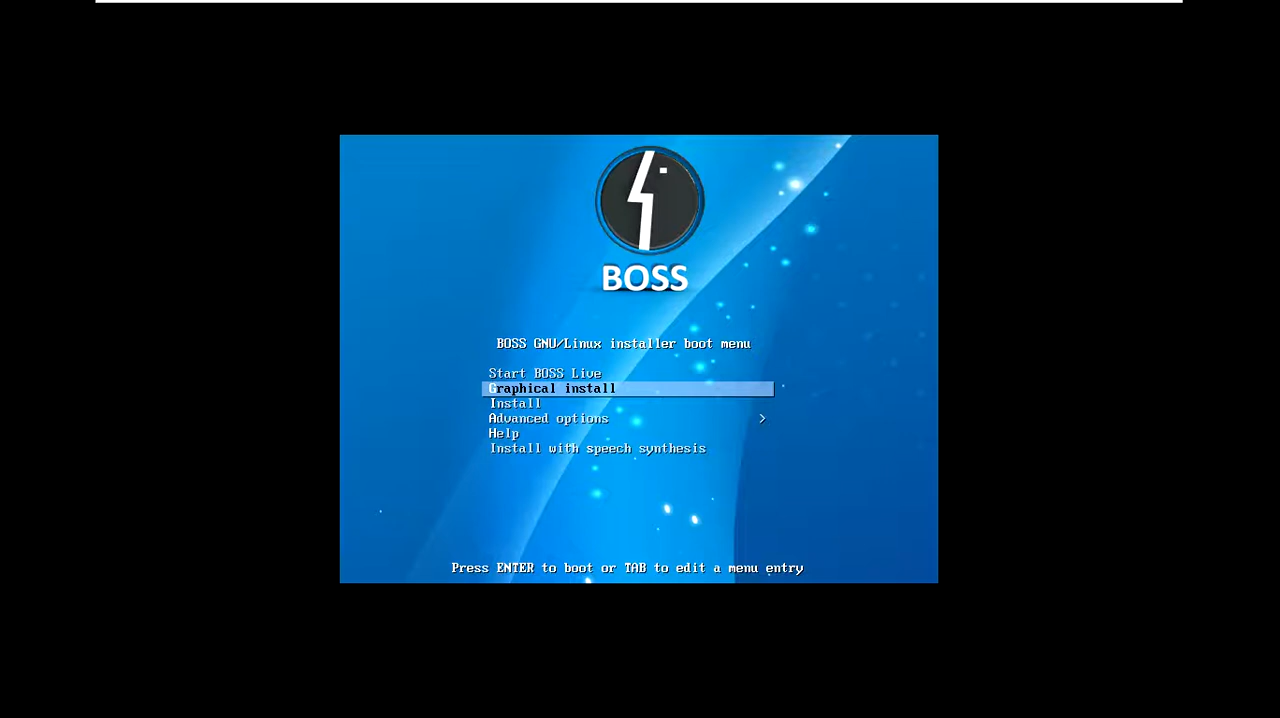 BOSS
BOSS GNU/Linux installer boot menu
Start BOSS Live
Graphical install
Install
Advanced options >
Help
Install with speech synthesis
Press ENTER to boot or TAB to edit a menu entry